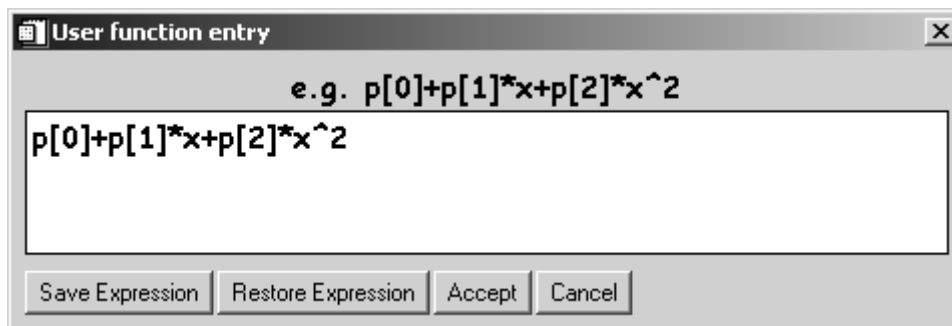 User function entry
e.g. p[0]+p[1]*x+p[2]*x^2
p[0]+p[1]*x+p[2]*x^2
Save Expression Restore Expression Accept Cancel